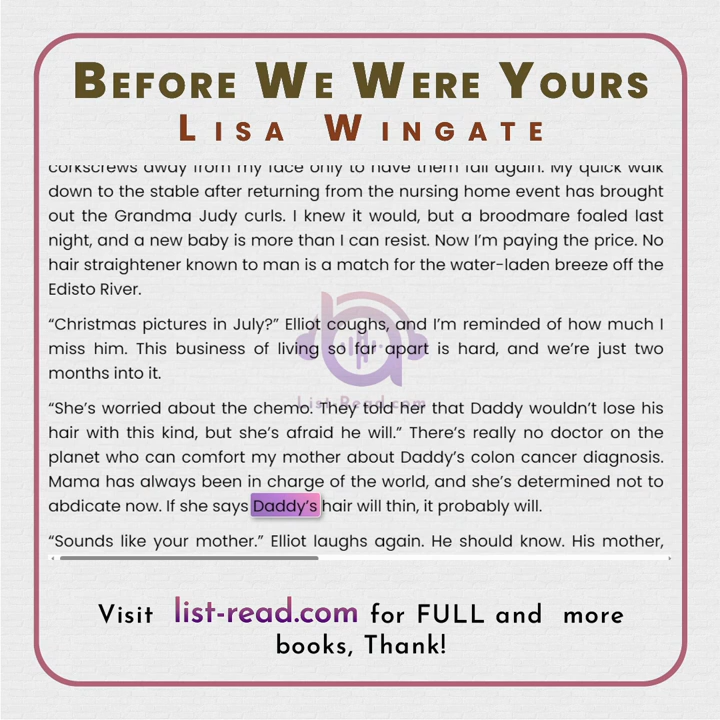 BEFORE WE WERE YOURS
LISA WINGATE
corkscrews away from my face only to have them fall again. My quick walk
down to the stable after returning from the nursing home event has brought
out the Grandma Judy curls. I knew it would, but a broodmare foaled last
night, and a new baby is more than I can resist. Now I’m paying the price. No
hair straightener known to man is a match for the water-laden breeze off the
Edisto River.
“Christmas pictures in July?” Elliot coughs, and I’m reminded of how much I
miss him. This business of living so far apart is hard, and we’re just two
months into it.
List-Read.com
“She’s worried about the chemo. They told her that Daddy wouldn’t lose his
hair with this kind, but she’s afraid he will.” There’s really no doctor on the
planet who can comfort my mother about Daddy’s colon cancer diagnosis.
Mama has always been in charge of the world, and she’s determined not to
abdicate now. If she says Daddy’s hair will thin, it probably will.
“Sounds like your mother.” Elliot laughs again. He should know. His mother,
Visit list-read.com for FULL and more
books, Thank!